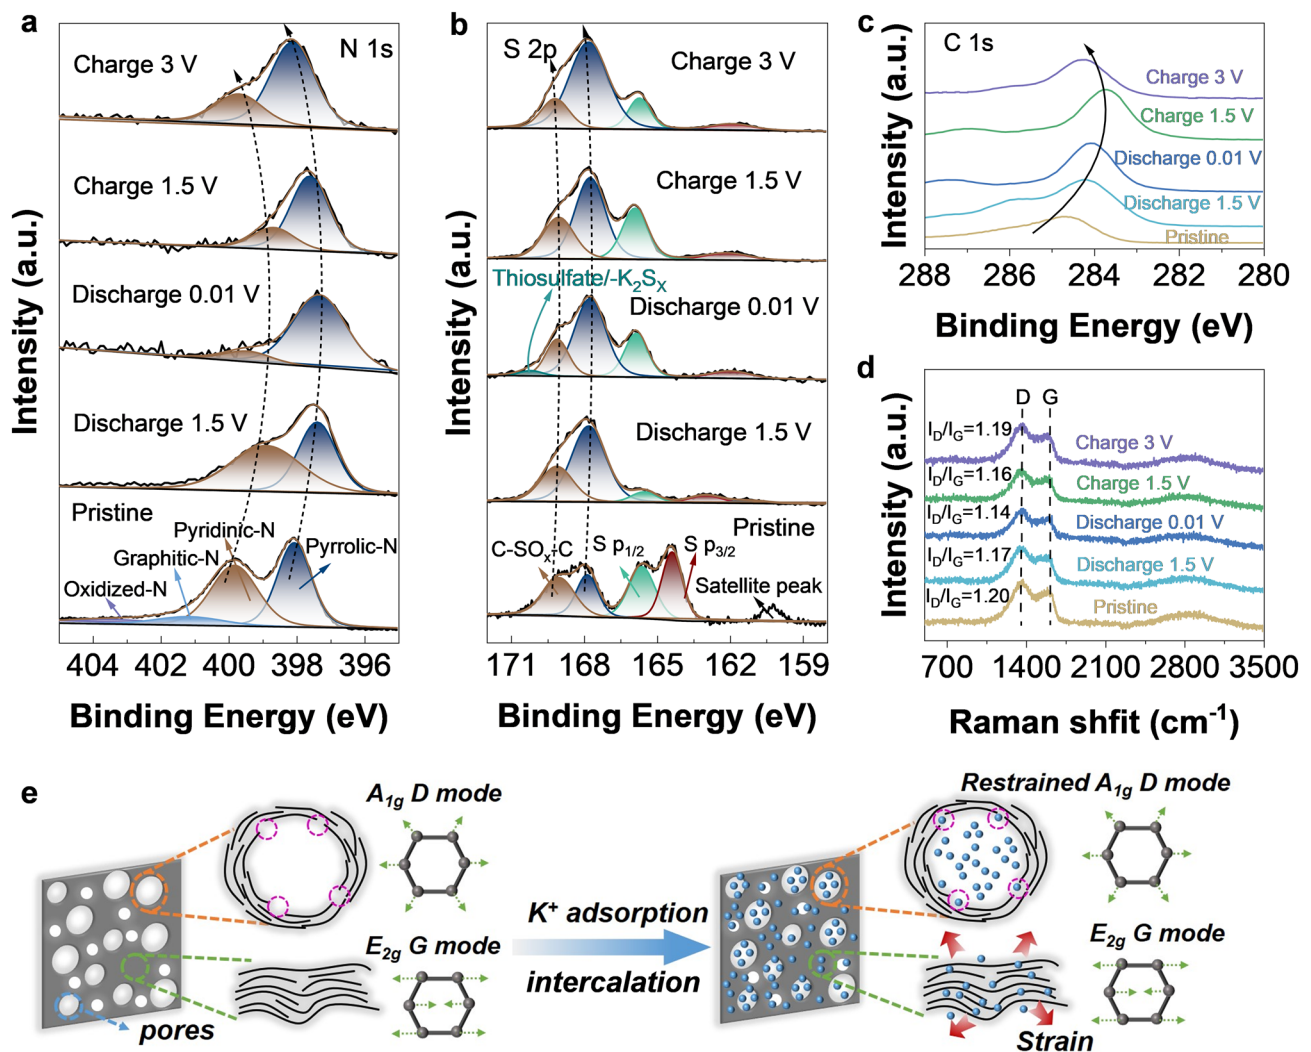 a
N 1s
Charge 3 V
Charge 1.5 V
Discharge 0.01 V
Discharge 1.5 V
Pristine
Pyridinic-N
Graphitic-N
Pyrrolic-N
Oxidized-N
404 402 400 398 396
Binding Energy (eV)
Intensity (a.u.)
b
S 2p
Charge 3 V
Charge 1.5 V
Thiosulfate/-K₂Sₓ
Discharge 0.01 V
Discharge 1.5 V
Pristine
C-SOₓ-C
S p1/2
S p3/2
Satellite peak
171 168 165 162 159
Binding Energy (eV)
Intensity (a.u.)
c
C 1s
Charge 3 V
Charge 1.5 V
Discharge 0.01 V
Discharge 1.5 V
Pristine
288 286 284 282 280
Binding Energy (eV)
Intensity (a.u.)
d
D G
ID/IG=1.19
Charge 3 V
ID/IG=1.16
Charge 1.5 V
ID/IG=1.14
Discharge 0.01 V
ID/IG=1.17
Discharge 1.5 V
ID/IG=1.20
Pristine
700 1400 2100 2800 3500
Raman shfit (cm⁻¹)
Intensity (a.u.)
e
A1g D mode
E2g G mode
pores
K⁺ adsorption
intercalation
Restrained A1g D mode
E2g G mode
Strain